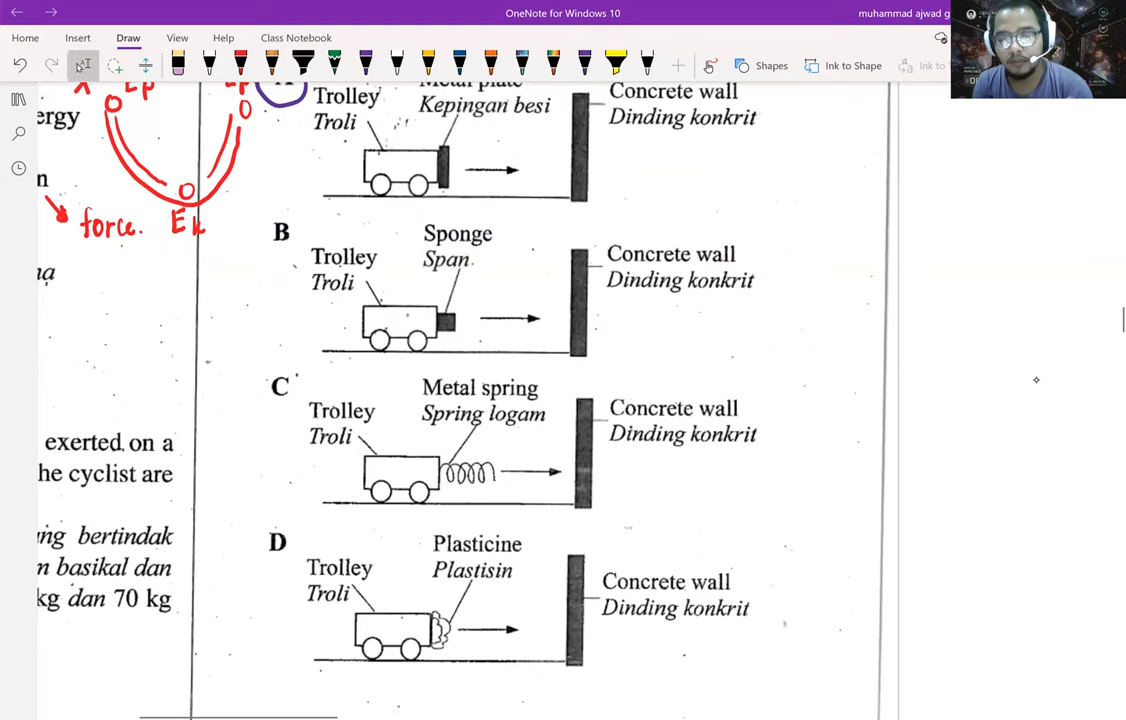 OneNote for Windows 10
muhammad ajwad g
Home
Insert
Draw
View
Help
Class Notebook
Shapes
Ink to Shape
Ink to
Ep
ergy
n
force.
Ek
exerted on a
he cyclist are
ng bertindak
n basikal dan
kg dan 70 kg
Trolley
Troli
Metal plate
Kepingan besi
Concrete wall
Dinding konkrit
B
Trolley
Troli
Sponge
Span
Concrete wall
Dinding konkrit
C
Trolley
Troli
Metal spring
Spring logam
Concrete wall
Dinding konkrit
D
Trolley
Troli
Plasticine
Plastisin
Concrete wall
Dinding konkrit